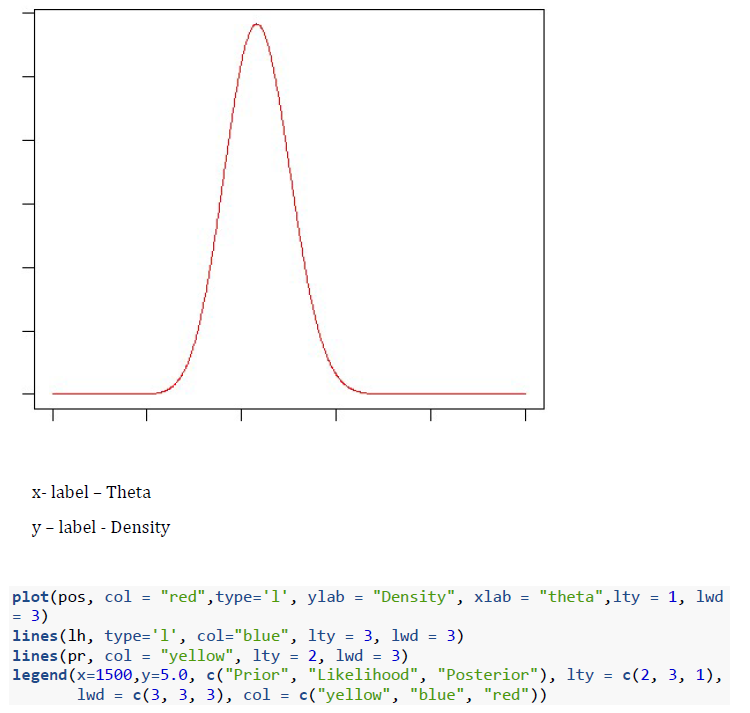 x- label – Theta
y – label - Density
plot(pos, col = "red",type='l', ylab = "Density", xlab = "theta",lty = 1, lwd
= 3)
lines(lh, type='l', col="blue", lty = 3, lwd = 3)
lines(pr, col = "yellow", lty = 2, lwd = 3)
legend(x=1500,y=5.0, c("Prior", "Likelihood", "Posterior"), lty = c(2, 3, 1),
lwd = c(3, 3, 3), col = c("yellow", "blue", "red"))